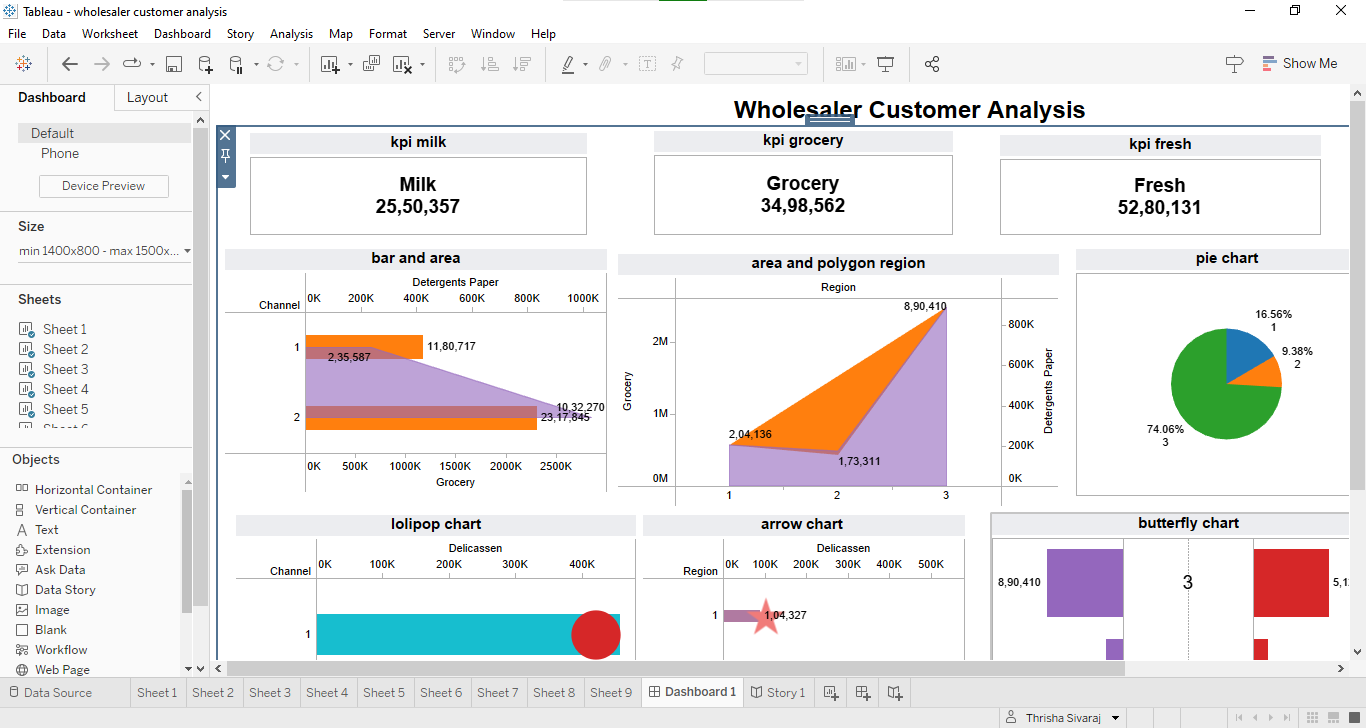 Tableau - wholesaler customer analysis
File Data Worksheet Dashboard Story Analysis Map Format Server Window Help
Show Me
Dashboard Layout
Default
Phone
Device Preview
Size
min 1400x800 - max 1500x...
Sheets
Sheet 1
Sheet 2
Sheet 3
Sheet 4
Sheet 5
Objects
Horizontal Container
Vertical Container
Text
Extension
Ask Data
Data Story
Image
Blank
Workflow
Web Page
Wholesaler Customer Analysis
kpi milk
Milk
25,50,357
kpi grocery
Grocery
34,98,562
kpi fresh
Fresh
52,80,131
bar and area
Detergents Paper
Channel 0K 200K 400K 600K 800K 1000K
1 11,80,717
2,35,587
10,32,270
2 23,17,845
0K 500K 1000K 1500K 2000K 2500K
Grocery
area and polygon region
Region
8,90,410
2M
1M
0M
Grocery
2,04,136
1,73,311
800K
600K
400K
200K
0K
Detergents Paper
1 2 3
pie chart
16.56%
1
9.38%
2
74.06%
3
lolipop chart
Delicassen
Channel 0K 100K 200K 300K 400K
1
arrow chart
Delicassen
Region 0K 100K 200K 300K 400K 500K
1 1,04,327
butterfly chart
8,90,410 3
Data Source Sheet 1 Sheet 2 Sheet 3 Sheet 4 Sheet 5 Sheet 6 Sheet 7 Sheet 8 Sheet 9 Dashboard 1 Story 1
Thrisha Sivaraj